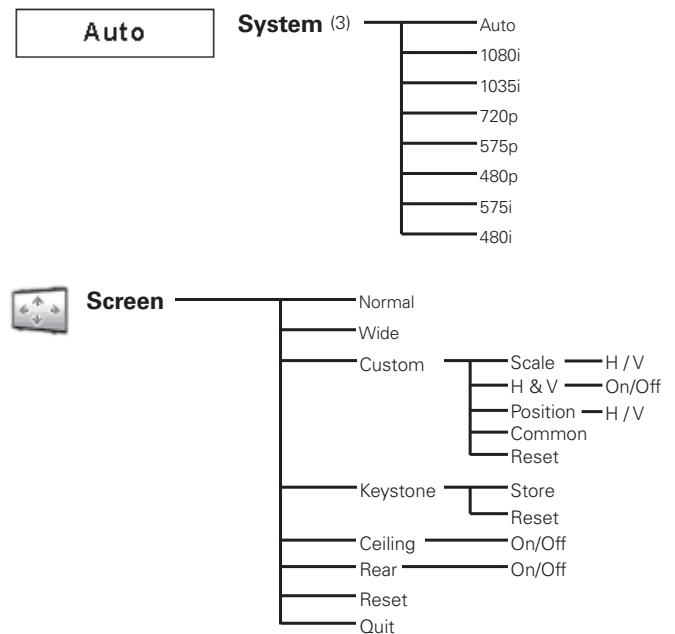 Auto
System (3)
Auto
1080i
1035i
720p
575p
480p
575i
480i
Screen
Normal
Wide
Custom
Scale H / V
H & V On/Off
Position H / V
Common
Reset
Keystone
Store
Reset
Ceiling On/Off
Rear On/Off
Reset
Quit